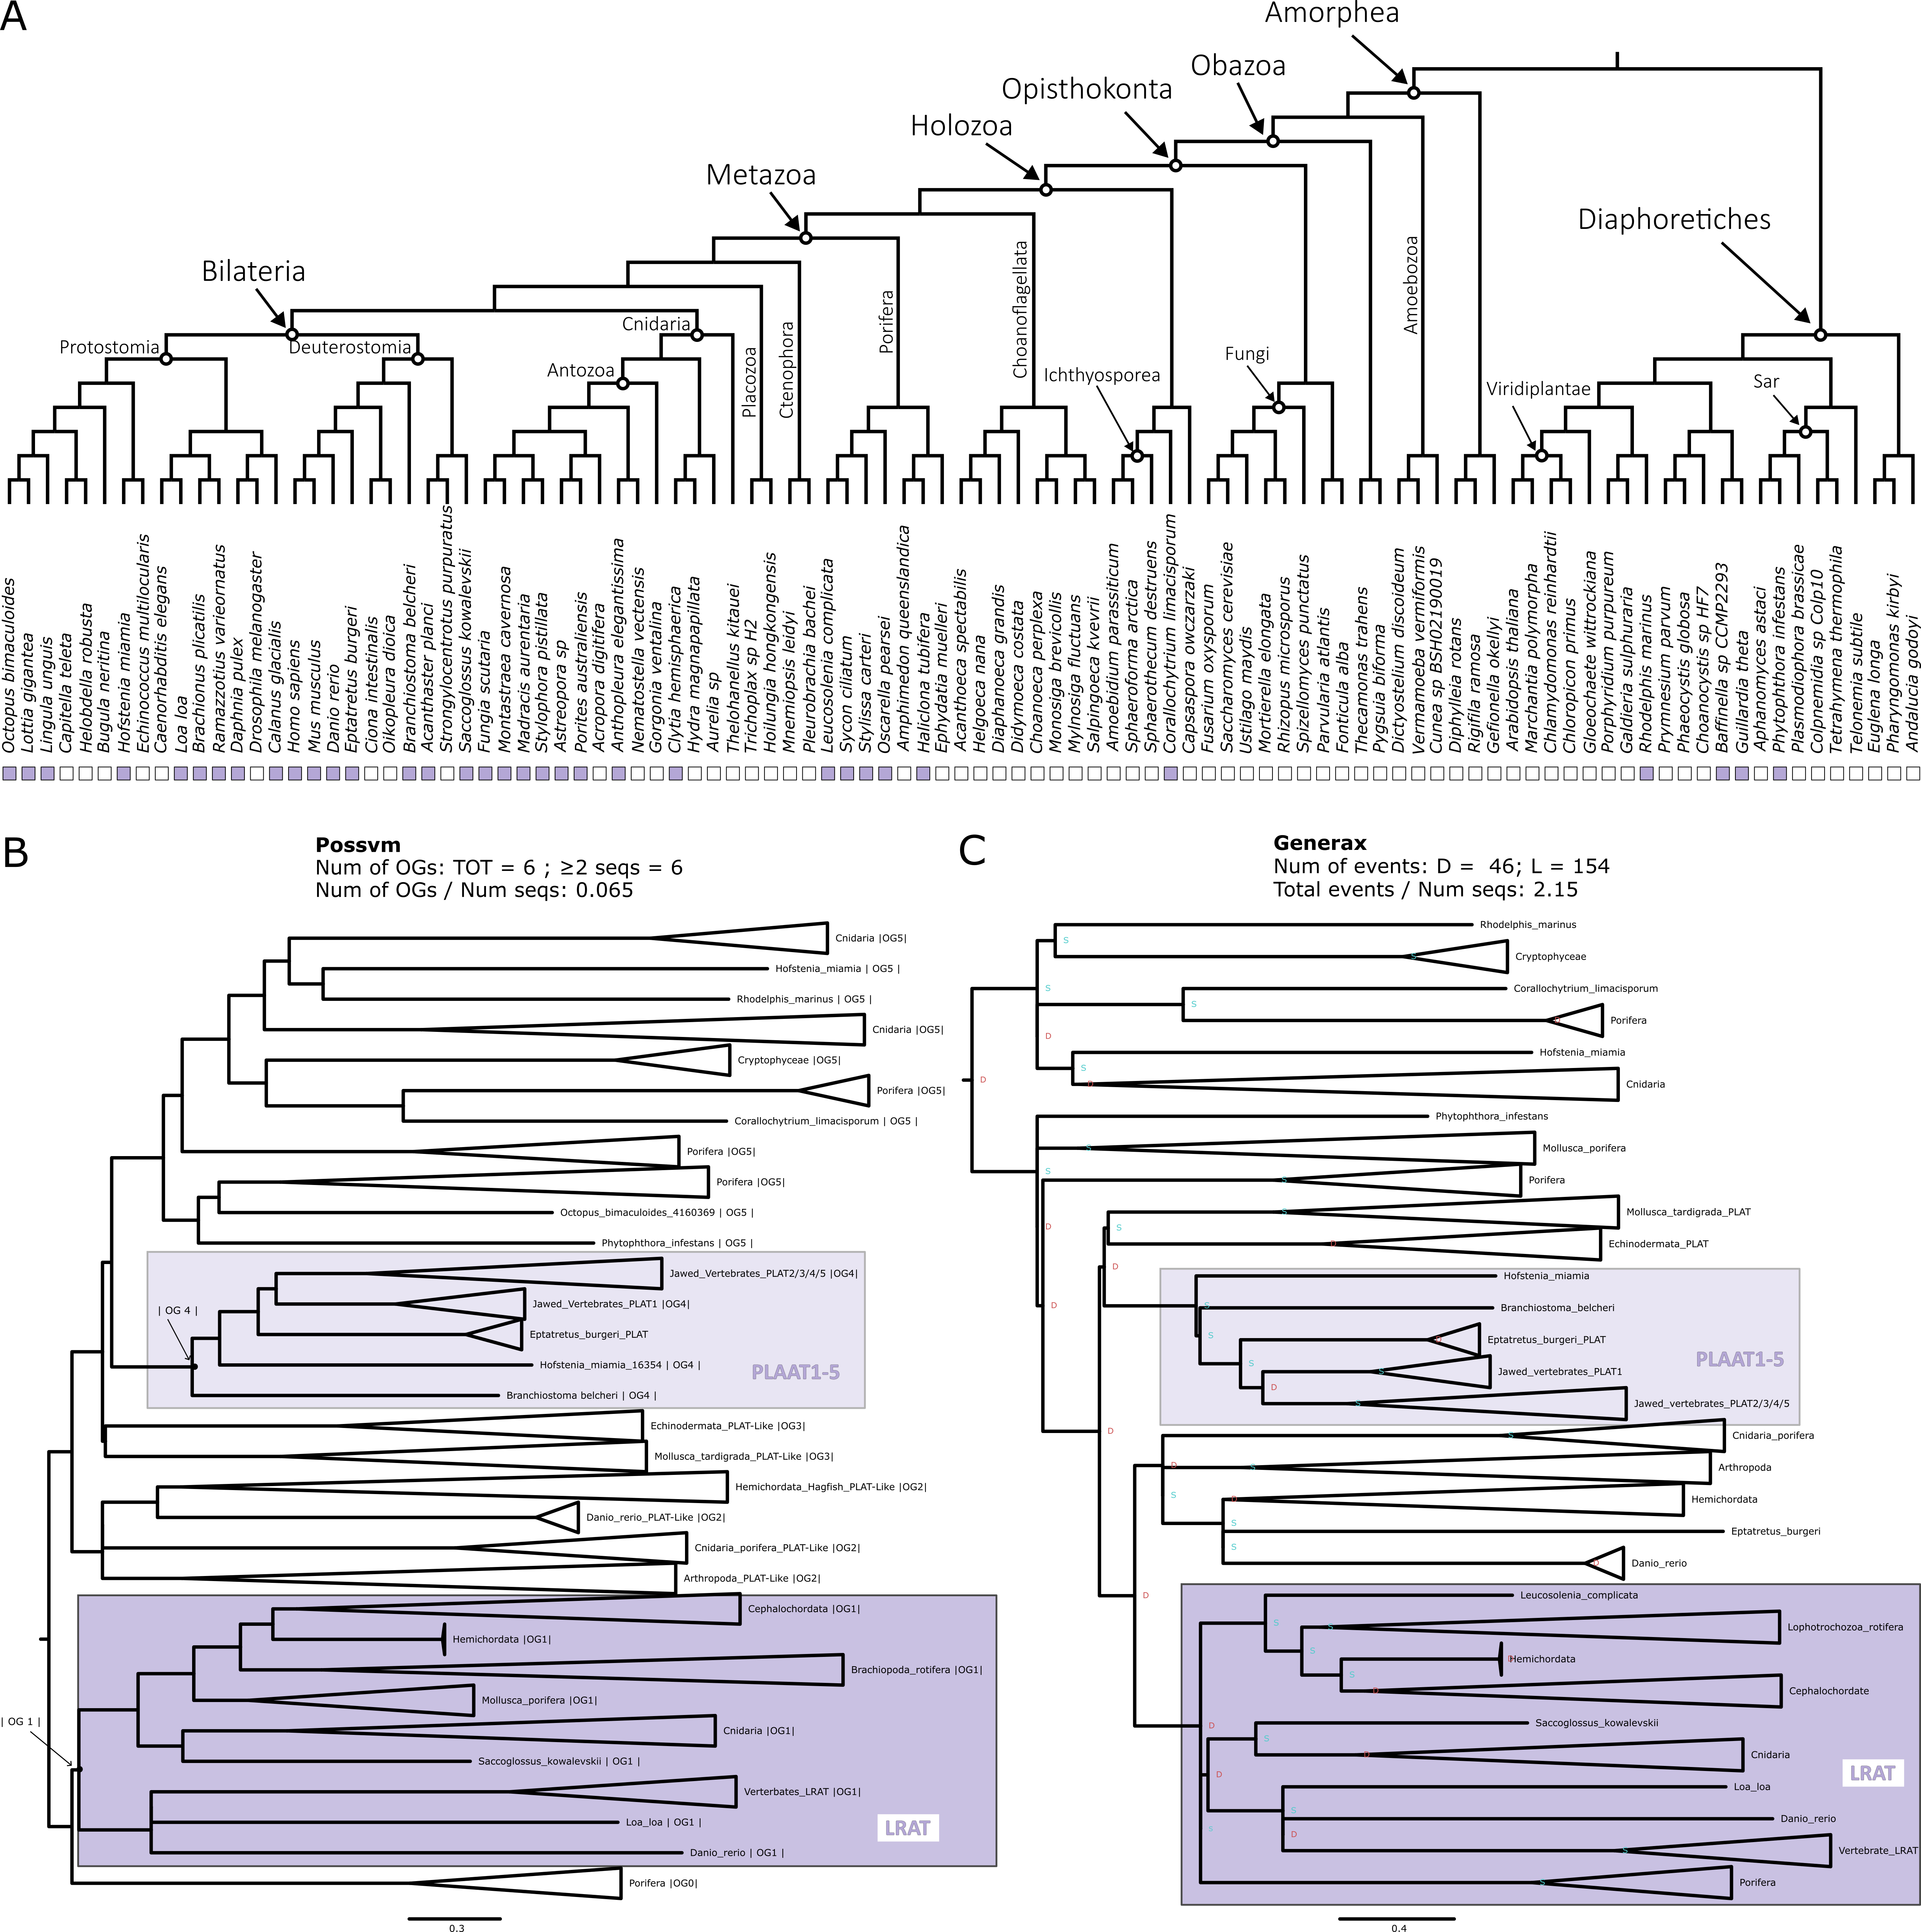 A
Amorphea
Obazoa
Opisthokonta
Holozoa
Metazoa
Diaphoretiches
Bilateria
Choanoflagellata
Amoebozoa
Porifera
Cnidaria
Placozoa
Ctenophora
Protostomia
Deuterostomia
Antozoa
Ichthyosporea
Fungi
Viridiplantae
Sar
Octopus bimaculoides
Lottia gigantea
Lingula unguis
Capitella teleta
Helobdella robusta
Bugula neritina
Hofstenia miamia
Echinococcus multilocularis
Caenorhabditis elegans
Loa loa
Brachionus plicatilis
Ramazzotius varieornatus
Daphnia pulex
Drosophila melanogaster
Calanus glacialis
Homo sapiens
Mus musculus
Danio rerio
Eptatretus burgeri
Ciona intestinalis
Oikopleura dioica
Branchiostoma belcheri
Acanthaster planci
Strongylocentrotus purpuratus
Saccoglossus kowalevskii
Fungia scutaria
Montastraea cavernosa
Madracis aurentaria
Stylophora pistillata
Astreopora sp
Porites australiensis
Acropora digitifera
Anthopleura elegantissima
Nematostella vectensis
Gorgonia ventalina
Clytia hemisphaerica
Hydra magnapapillata
Aurelia sp
Thelohanellus kitauei
Trichoplax sp H2
Hoilungia hongkongensis
Mnemiopsis leidyi
Pleurobrachia bachei
Leucosolenia complicata
Sycon ciliatum
Stylissa carteri
Oscarella pearsei
Amphimedon queenslandica
Haliclona tubifera
Ephydatia muelleri
Acanthoeca spectabilis
Helgoeca nana
Diaphanoeca grandis
Didymoeca costata
Choanoeca perplexa
Monosiga brevicollis
Mylnosiga fluctuans
Salpingoeca kvevrii
Amoebidium parasiticum
Sphaeroforma arctica
Sphaerothecum destruens
Corallochytrium limacisporum
Capsaspora owczarzaki
Fusarium oxysporum
Saccharomyces cerevisiae
Ustilago maydis
Mortierella elongata
Rhizopus microsporus
Spizellomyces punctatus
Parvularia atlantis
Fonticula alba
Thecamonas trahens
Pygsuia biforma
Dictyostelium discoideum
Vermamoeba vermiformis
Cunea sp BSH02190019
Diphylleia rotans
Rigifila ramosa
Gefionella okellyi
Arabidopsis thaliana
Marchantia polymorpha
Chlamydomonas reinhardtii
Chloropicon primus
Gloeochaete wittrockiana
Porphyridium purpureum
Galdieria sulphuraria
Rhodelphis marinus
Prymnesium parvum
Phaeocystis globosa
Choanocystis sp HF7
Baffinella sp CCMP2293
Guillardia theta
Aphanomyces astaci
Phytophthora infestans
Plasmodiophora brassicae
Colpnemidia sp Colp10
Tetrahymena thermophila
Telonemia subtile
Euglena longa
Pharyngomonas kirbyi
Andalucia godoyi
B
Possvm
Num of OGs: TOT = 6 ; ≥2 seqs = 6
Num of OGs / Num seqs: 0.065
Cnidaria |OG5|
Hofstenia_miamia | OG5 |
Rhodelphis_marinus | OG5 |
Cnidaria |OG5|
Cryptophyceae |OG5|
Porifera |OG5|
Corallochytrium_limacisporum | OG5 |
Porifera |OG5|
Porifera |OG5|
Octopus_bimaculoides_4160369 | OG5 |
Phytophthora_infestans | OG5 |
Jawed_Vertebrates_PLAT2/3/4/5 |OG4|
Jawed_Vertebrates_PLAT1 |OG4|
| OG 4 |
Eptatretus_burgeri_PLAT
Hofstenia_miamia_16354 | OG4 |
PLAAT1-5
Branchiostoma belcheri | OG4 |
Echinodermata_PLAT-Like |OG3|
Mollusca_tardigrada_PLAT-Like |OG3|
Hemichordata_Hagfish_PLAT-Like |OG2|
Danio_rerio_PLAT-Like |OG2|
Cnidaria_porifera_PLAT-Like |OG2|
Arthropoda_PLAT-Like |OG2|
Cephalochordata |OG1|
Hemichordata |OG1|
Brachiopoda_rotifera |OG1|
Mollusca_porifera |OG1|
| OG 1 |
Cnidaria |OG1|
Saccoglossus_kowalevskii | OG1 |
Verterbates_LRAT |OG1|
Loa_loa | OG1 |
LRAT
Danio_rerio | OG1 |
Porifera |OG0|
0.3
C
Generax
Num of events: D = 46; L = 154
Total events / Num seqs: 2.15
Rhodelphis_marinus
S
Cryptophyceae
S
Corallochytrium_limacisporum
S
S
Porifera
D
D
Hofstenia_miamia
S
D
Cnidaria
D
Phytophthora_infestans
Mollusca_porifera
S
S
Porifera
S
Mollusca_tardigrada_PLAT
S
S
D
Echinodermata_PLAT
D
D
Hofstenia_miamia
D
S
Branchiostoma_belcheri
S
Eptatretus_burgeri_PLAT
D
S
PLAAT1-5
Jawed_vertebrates_PLAT1
S
D
Jawed_vertebrates_PLAT2/3/4/5
S
D
Cnidaria_porifera
S
D
Arthropoda
S
S
Hemichordata
D
S
Eptatretus_burgeri
S
Danio_rerio
D
D
Leucosolenia_complicata
S
Lophotrochozoa_rotifera
S
S
Hemichordata
D
S
Cephalochordate
D
Saccoglossus_kowalevskii
D
S
Cnidaria
D
D
LRAT
Loa_loa
S
Danio_rerio
S
D
Vertebrate_LRAT
S
Porifera
S
0.4